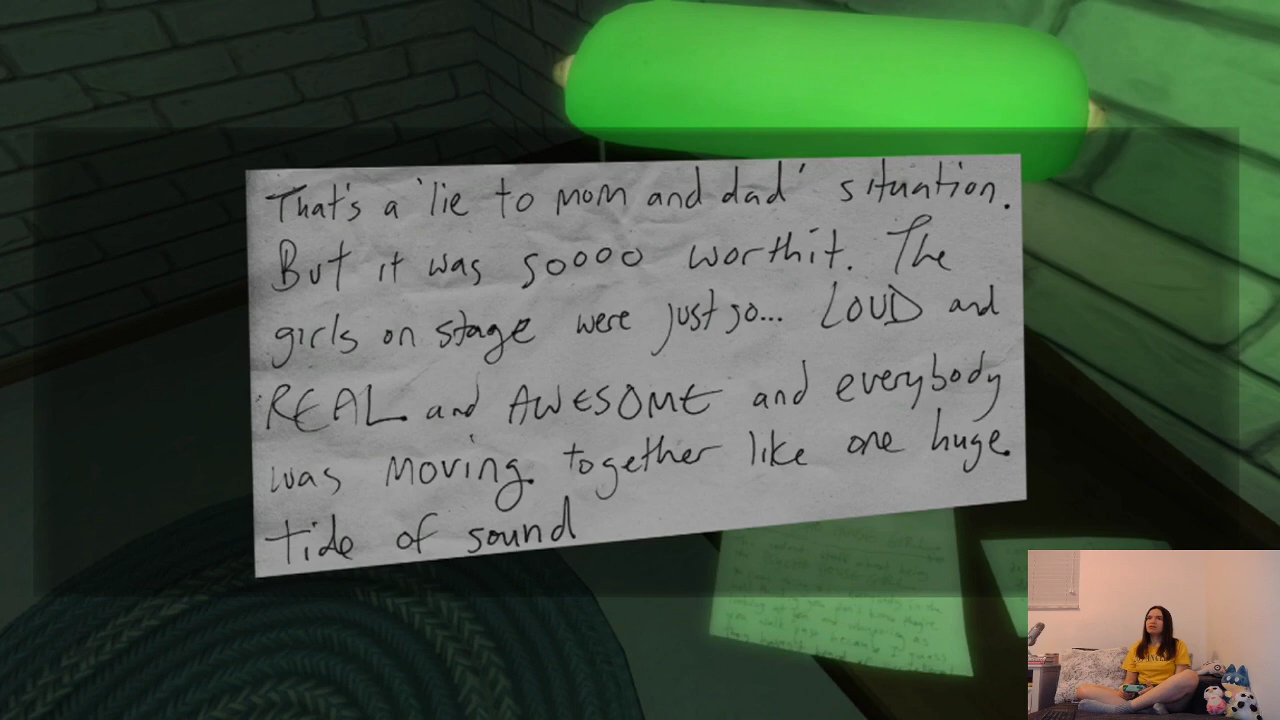 That's a 'lie to mom and dad' situation.
But it was soooo worthit. The
girls on stage were just so... LOUD and
REAL and AWESOME and everybody
was moving together like one huge
tide of sound